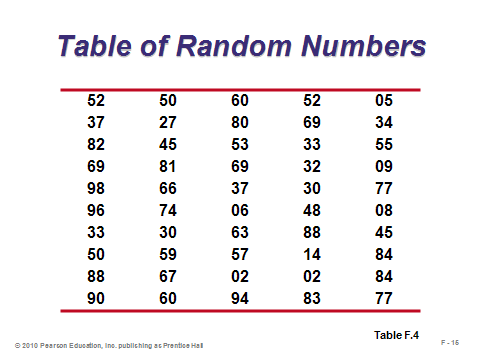 Table of Random Numbers
52 50 60 52 05
37 27 80 69 34
82 45 53 33 55
69 81 69 32 09
98 66 37 30 77
96 74 06 48 08
33 30 63 88 45
50 59 57 14 84
88 67 02 02 84
90 60 94 83 77
Table F.4
© 2010 Pearson Education, Inc. publishing as Prentice Hall
F - 15